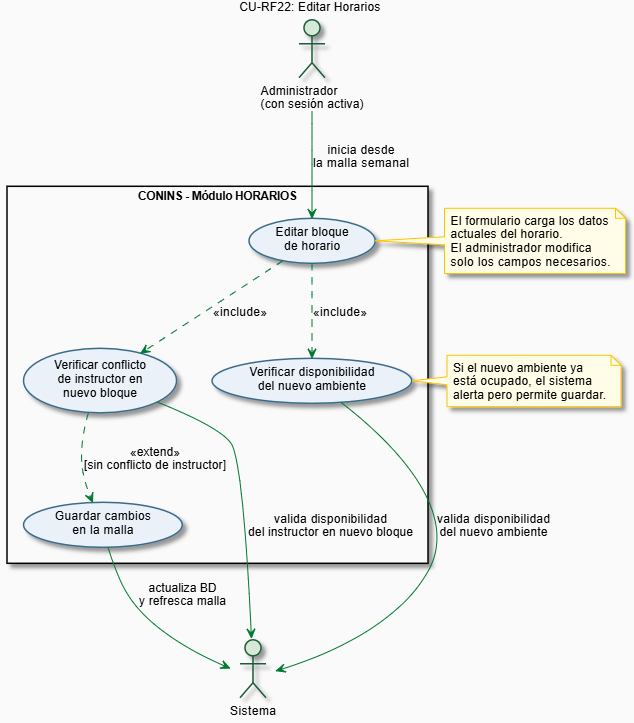 CU-RF22: Editar Horarios
Administrador
(con sesión activa)
inicia desde
la malla semanal
CONINS - Módulo HORARIOS
Editar bloque
de horario
El formulario carga los datos
actuales del horario.
El administrador modifica
solo los campos necesarios.
«include»
«include»
Verificar conflicto
de instructor en
nuevo bloque
Verificar disponibilidad
del nuevo ambiente
Si el nuevo ambiente ya
está ocupado, el sistema
alerta pero permite guardar.
«extend»
[sin conflicto de instructor]
Guardar cambios
en la malla
valida disponibilidad
del instructor en nuevo bloque
valida disponibilidad
del nuevo ambiente
actualiza BD
y refresca malla
Sistema